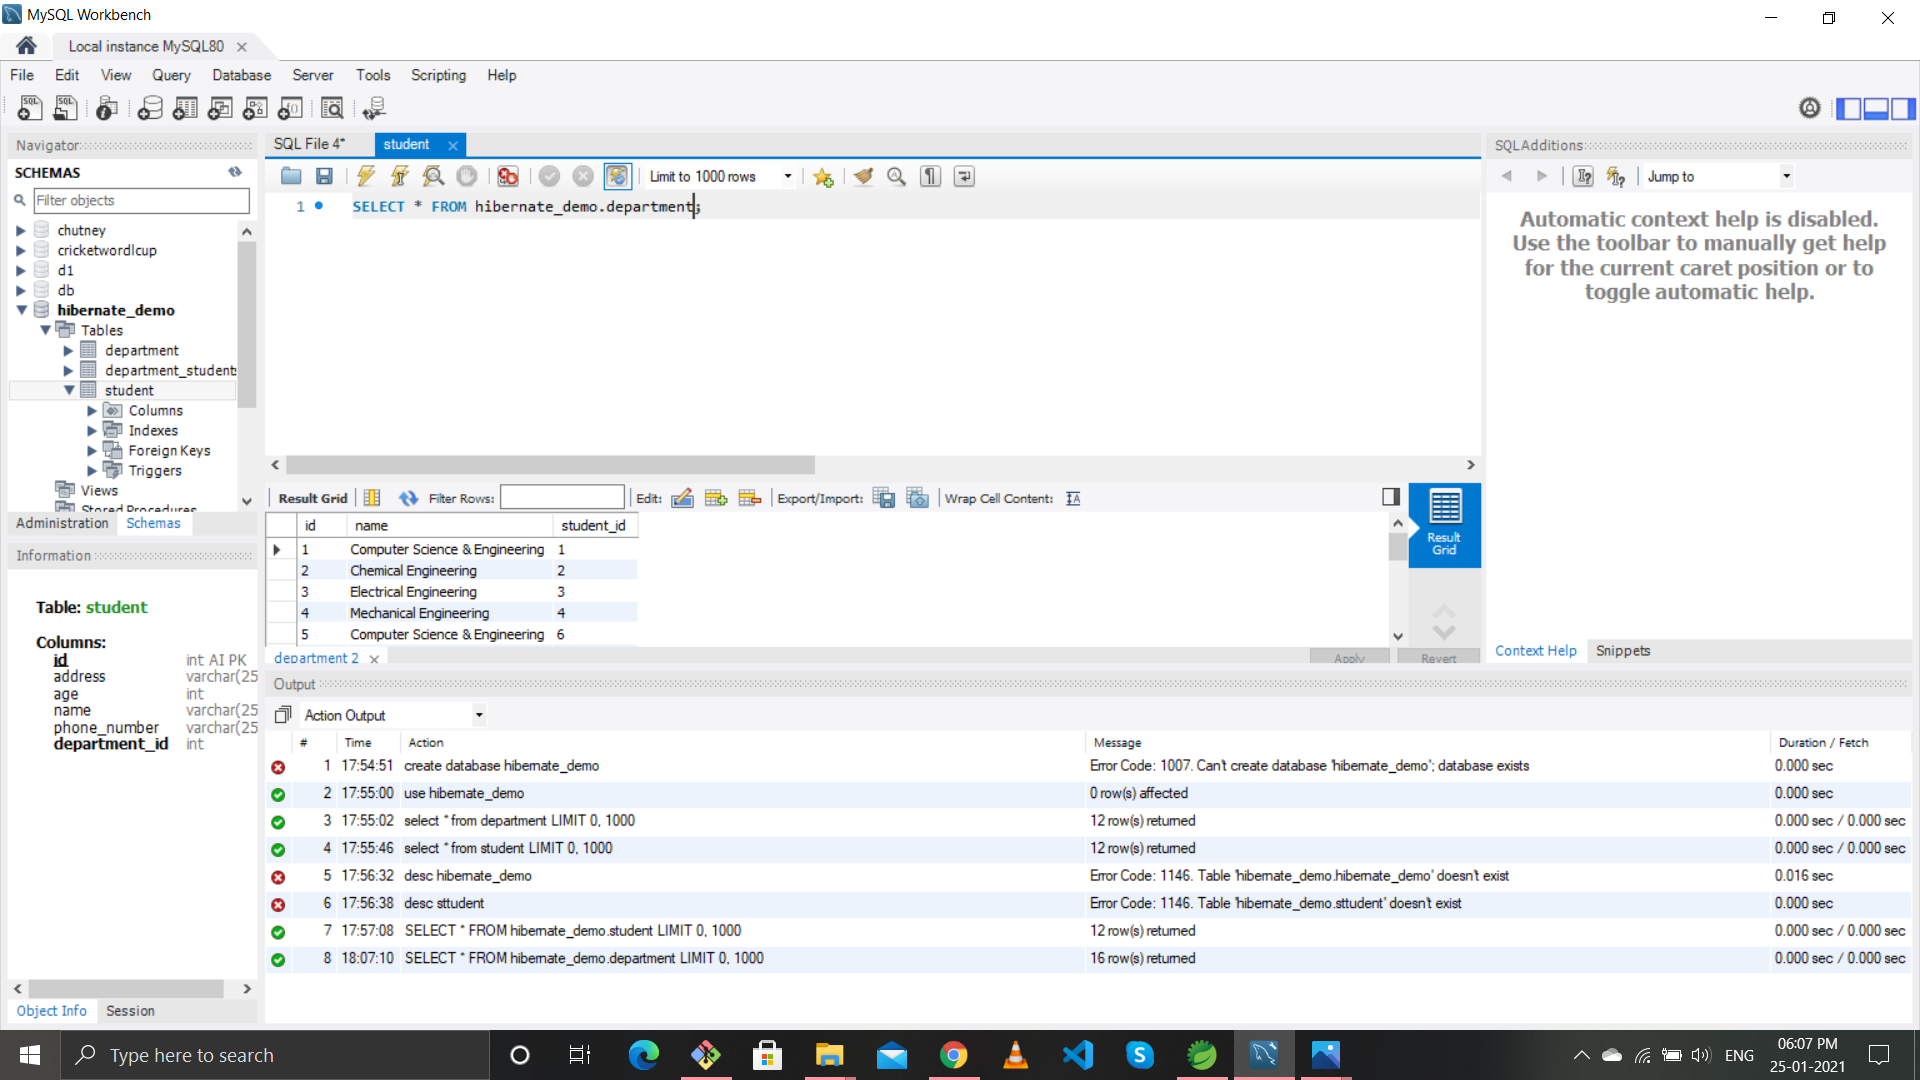 MySQL Workbench
Local instance MySQL80
File Edit View Query Database Server Tools Scripting Help
Navigator
SCHEMAS
Filter objects
chutney
cricketwordlcup
d1
db
hibernate_demo
Tables
department
department_students
student
Columns
Indexes
Foreign Keys
Triggers
Views
Stored Procedures
Administration Schemas
Information
Table: student
Columns:
id int AI PK
address varchar(25
age int
name varchar(25
phone_number varchar(25
department_id int
Object Info Session
SQL File 4* student
Limit to 1000 rows
1 SELECT * FROM hibernate_demo.department;
Result Grid Filter Rows: Edit: Export/Import: Wrap Cell Content:
id name student_id
1 Computer Science & Engineering 1
2 Chemical Engineering 2
3 Electrical Engineering 3
4 Mechanical Engineering 4
5 Computer Science & Engineering 6
Result
Grid
department 2 Apply Revert
SQLAdditions
Jump to
Automatic context help is disabled.
Use the toolbar to manually get help
for the current caret position or to
toggle automatic help.
Context Help Snippets
Output
Action Output
# Time Action Message Duration / Fetch
1 17:54:51 create database hibernate_demo Error Code: 1007. Can't create database 'hibernate_demo'; database exists 0.000 sec
2 17:55:00 use hibernate_demo 0 row(s) affected 0.000 sec
3 17:55:02 select * from department LIMIT 0, 1000 12 row(s) returned 0.000 sec / 0.000 sec
4 17:55:46 select * from student LIMIT 0, 1000 12 row(s) returned 0.000 sec / 0.000 sec
5 17:56:32 desc hibernate_demo Error Code: 1146. Table 'hibernate_demo.hibernate_demo' doesn't exist 0.016 sec
6 17:56:38 desc sttudent Error Code: 1146. Table 'hibernate_demo.sttudent' doesn't exist 0.000 sec
7 17:57:08 SELECT * FROM hibernate_demo.student LIMIT 0, 1000 12 row(s) returned 0.000 sec / 0.000 sec
8 18:07:10 SELECT * FROM hibernate_demo.department LIMIT 0, 1000 16 row(s) returned 0.000 sec / 0.000 sec
Type here to search
ENG
06:07 PM
25-01-2021